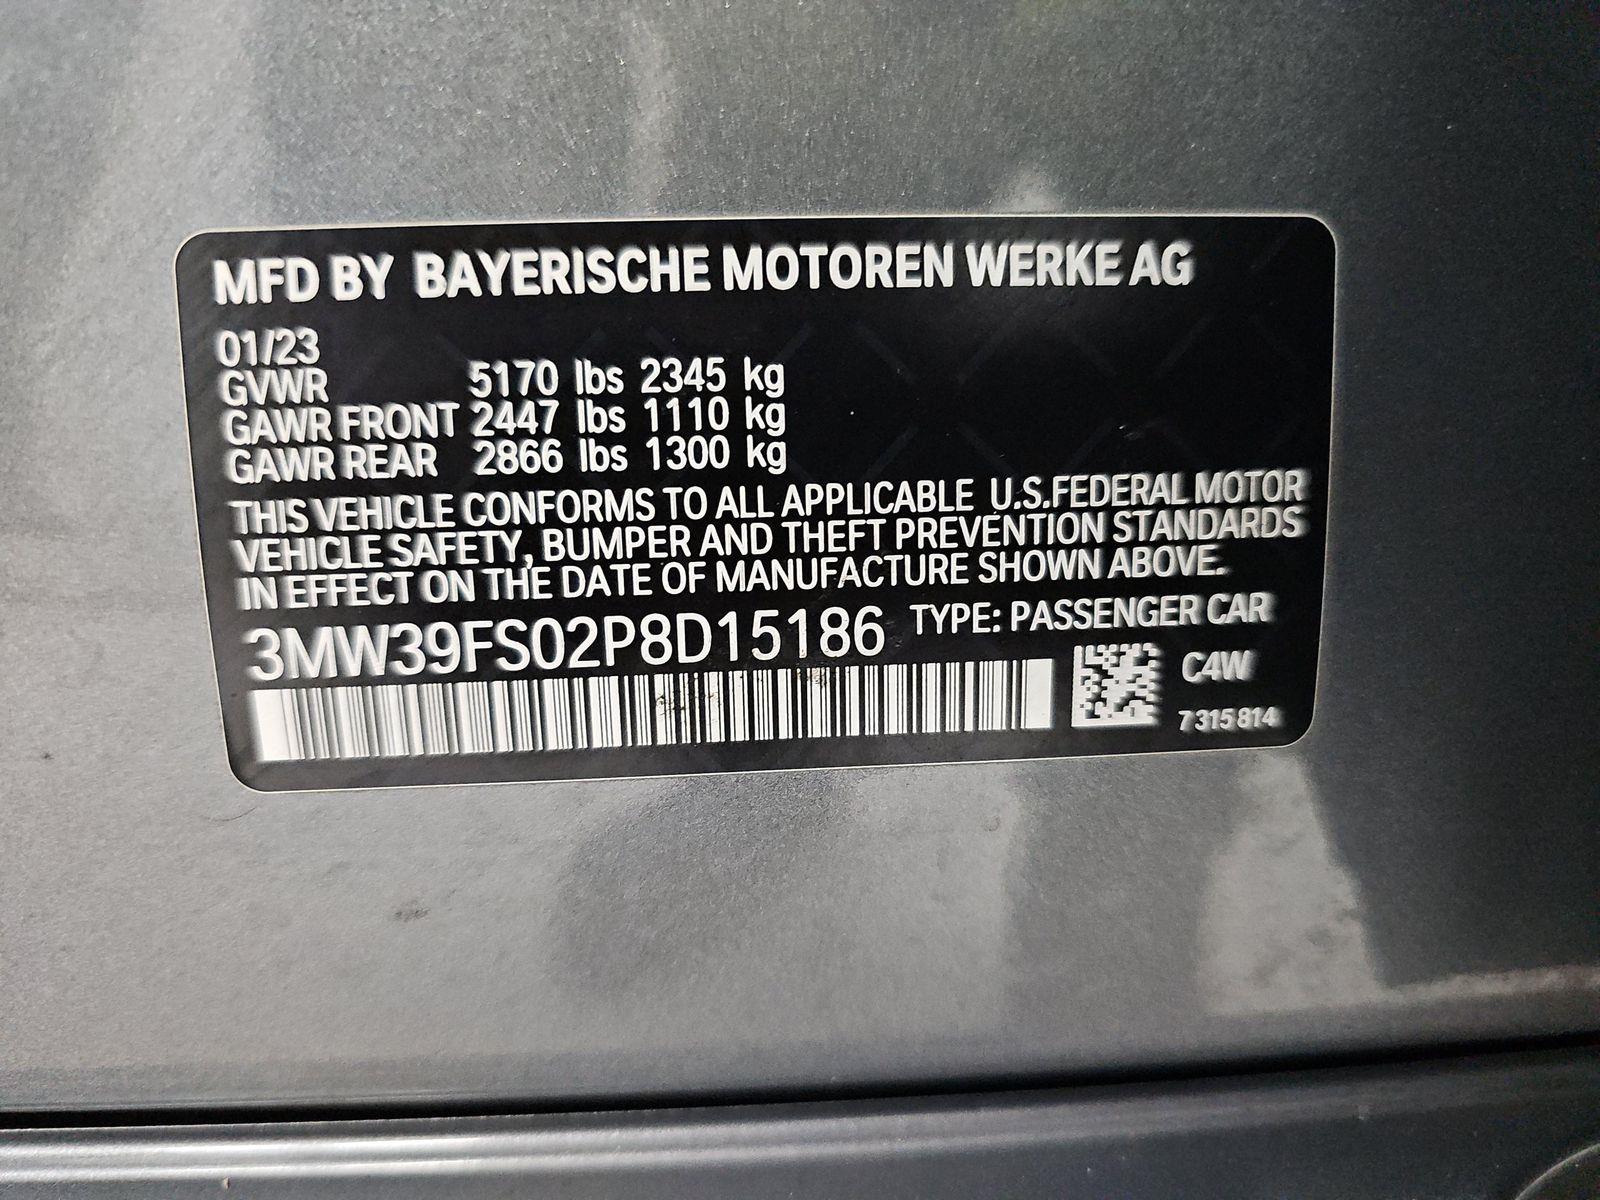 MFD BY BAYERISCHE MOTOREN WERKE AG
01/23
GVWR 5170 lbs 2345 kg
GAWR FRONT 2447 lbs 1110 kg
GAWR REAR 2866 lbs 1300 kg
THIS VEHICLE CONFORMS TO ALL APPLICABLE U.S.FEDERAL MOTOR
VEHICLE SAFETY, BUMPER AND THEFT PREVENTION STANDARDS
IN EFFECT ON THE DATE OF MANUFACTURE SHOWN ABOVE.
3MW39FS02P8D15186 TYPE: PASSENGER CAR
C4W
7 315 814